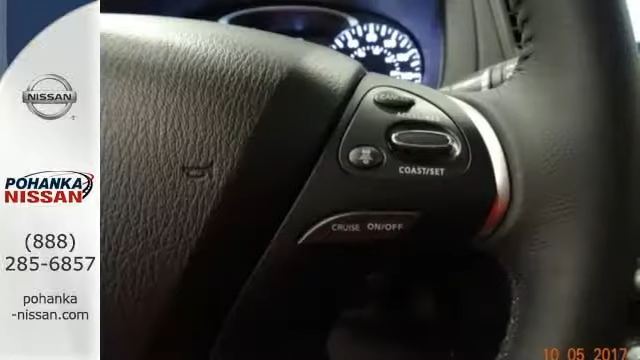 NISSAN
POHANKA
NISSAN
(888)
285-6857
pohanka
-nissan.com
COAST/SET
CRUISE ON/OFF
10 05 2017